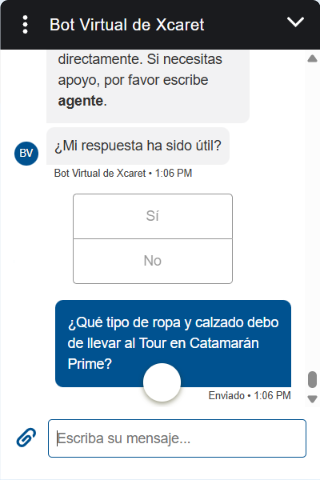 Bot Virtual de Xcaret
directamente. Si necesitas
apoyo, por favor escribe
agente.
¿Mi respuesta ha sido útil?
BV
Bot Virtual de Xcaret • 1:06 PM
Sí
No
¿Qué tipo de ropa y calzado debo
de llevar al Tour en Catamarán
Prime?
Enviado • 1:06 PM
Escriba su mensaje...